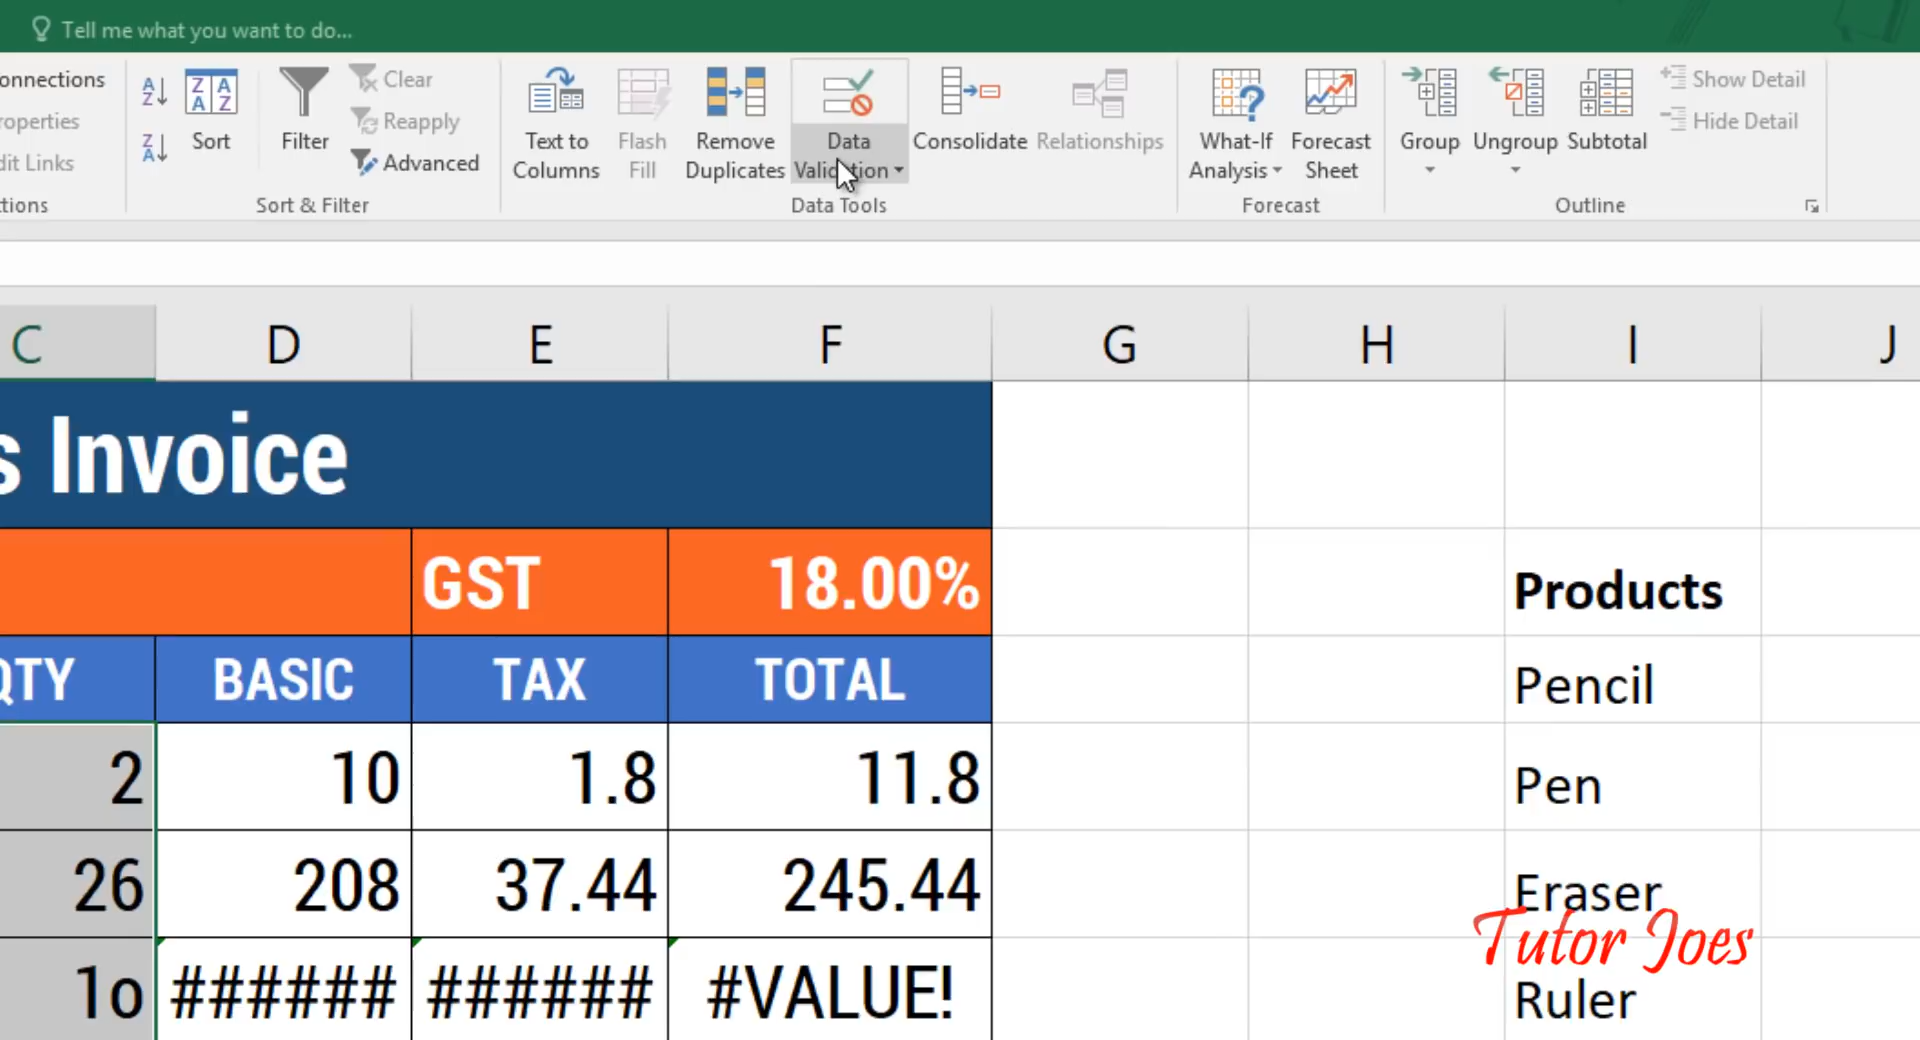 Tell me what you want to do...
onnections
roperties
dit Links
tions
Sort
Filter
Clear
Reapply
Advanced
Sort & Filter
Text to Columns
Flash Fill
Remove Duplicates
Data Validation
Consolidate
Relationships
Data Tools
What-If Analysis
Forecast Sheet
Forecast
Group
Ungroup
Subtotal
Show Detail
Hide Detail
Outline
C D E F G H I J
s Invoice
GST 18.00% Products
QTY BASIC TAX TOTAL Pencil
2 10 1.8 11.8 Pen
26 208 37.44 245.44 Eraser
Tutor Joes
1o ###### ###### #VALUE! Ruler